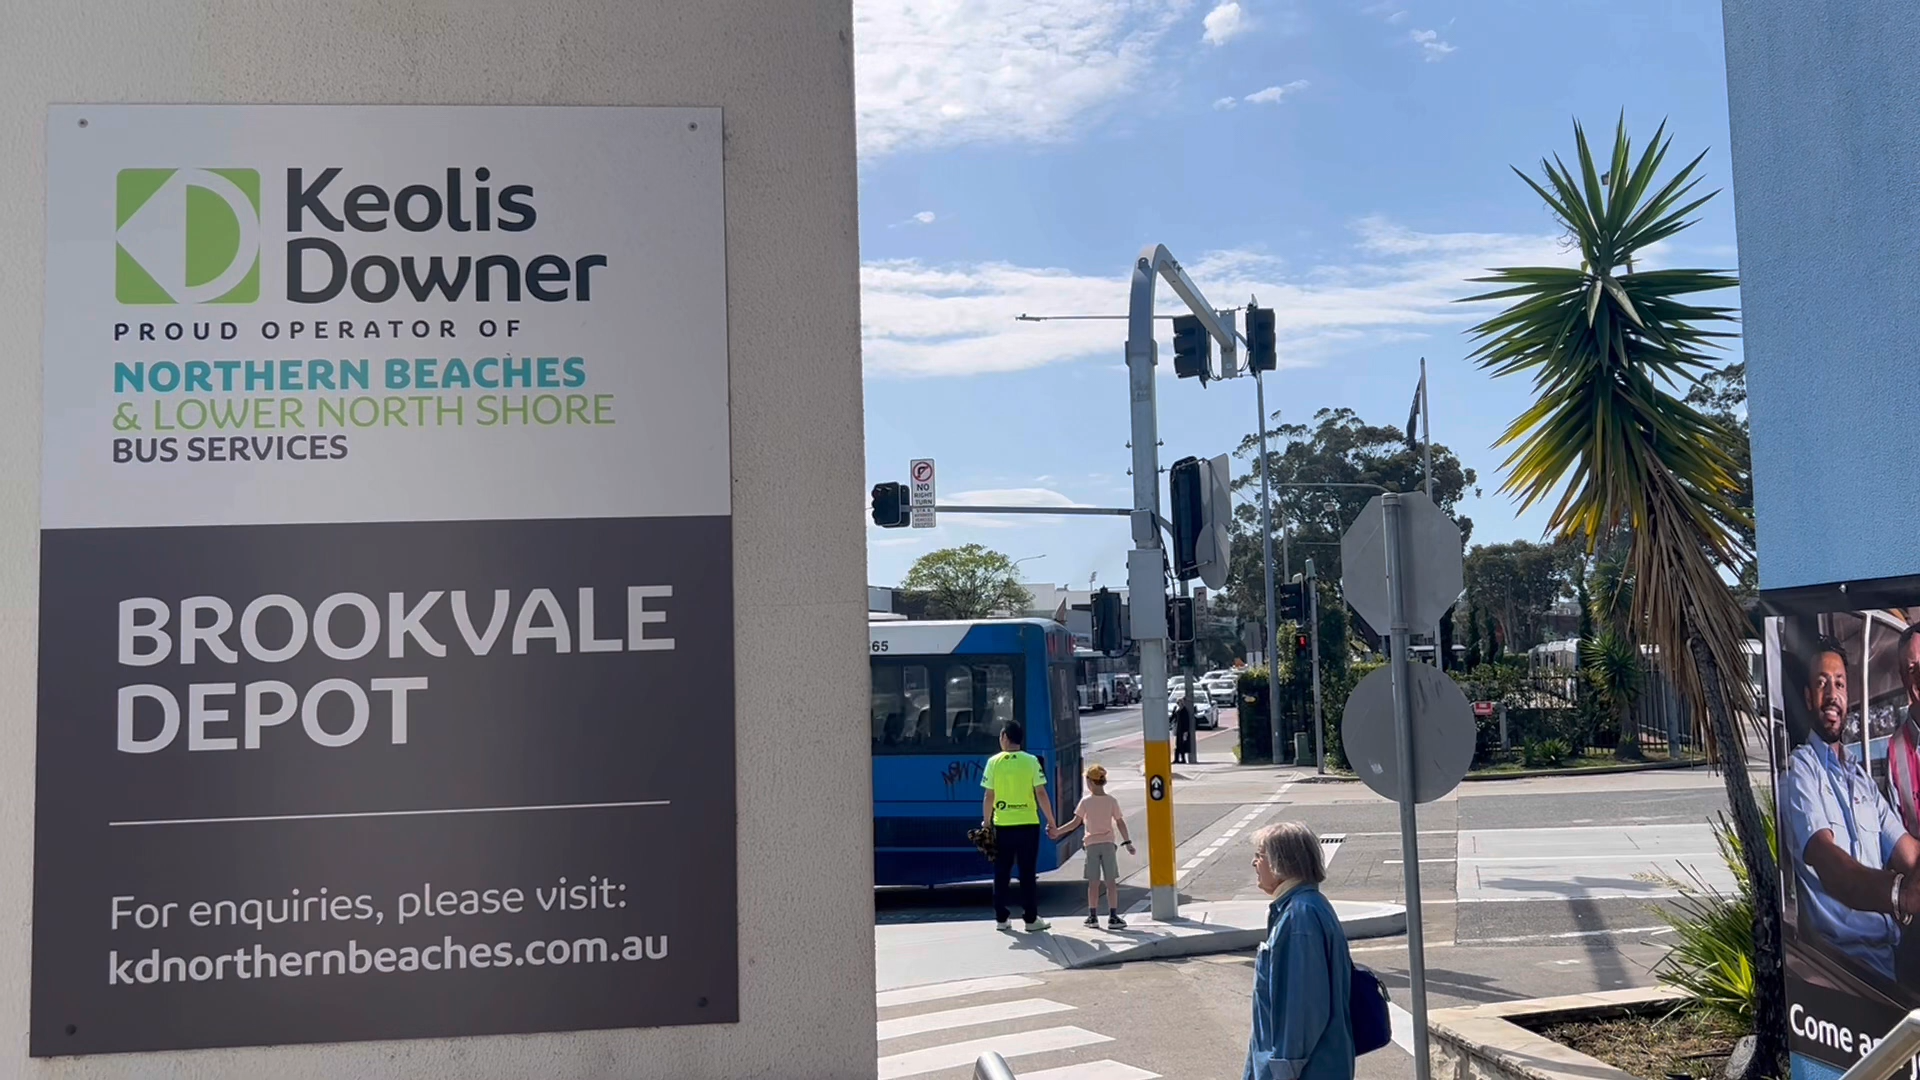 Keolis
Downer
PROUD OPERATOR OF
NORTHERN BEACHES
& LOWER NORTH SHORE
BUS SERVICES
BROOKVALE
DEPOT
For enquiries, please visit:
kdnorthernbeaches.com.au
NO
RIGHT
TURN
65
Come